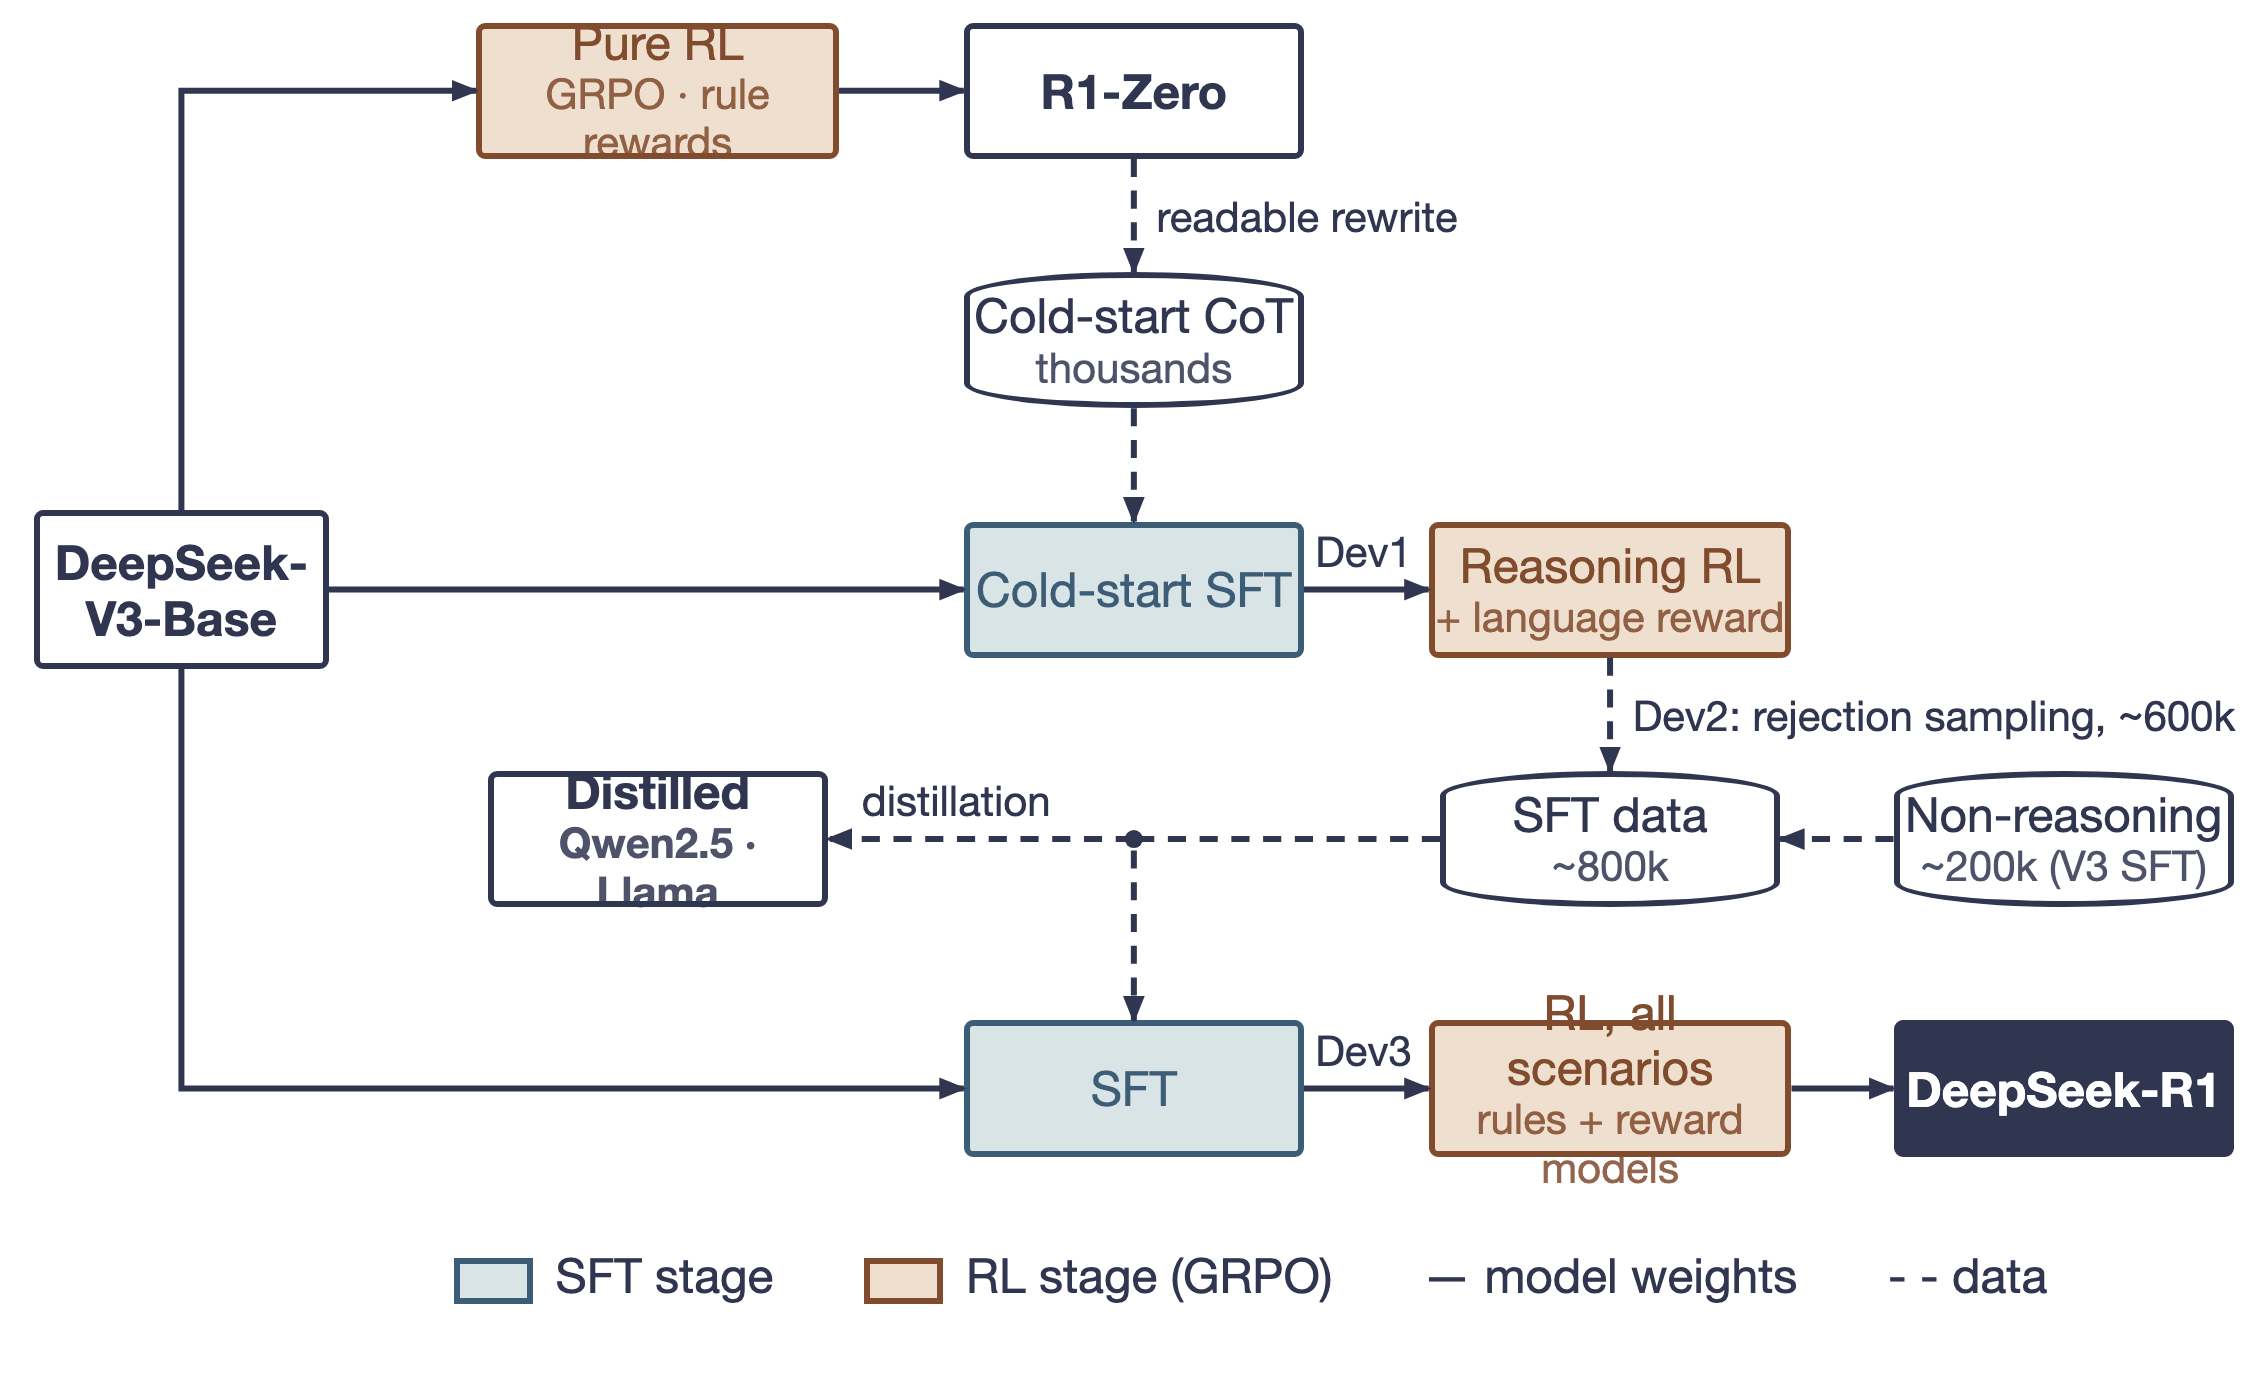 Pure RL
GRPO · rule
rewards
R1-Zero
readable rewrite
Cold-start CoT
thousands
DeepSeek-
V3-Base
Cold-start SFT
Dev1
Reasoning RL
+ language reward
Dev2: rejection sampling, ~600k
Distilled
Qwen2.5 ·
Llama
distillation
SFT data
~800k
Non-reasoning
~200k (V3 SFT)
SFT
Dev3
RL, all
scenarios
rules + reward
models
DeepSeek-R1
SFT stage
RL stage (GRPO)
model weights
data